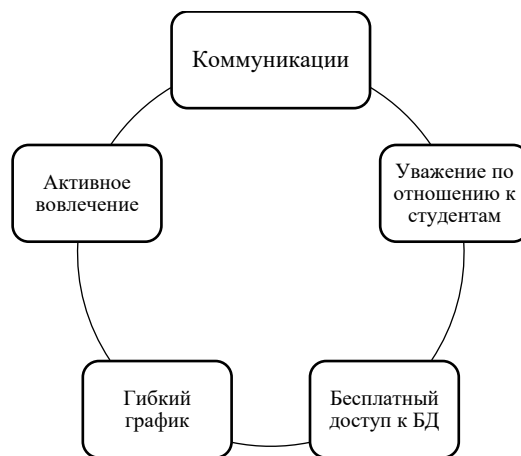 Коммуникации
Уважение по
отношению к
студентам
Бесплатный
доступ к БД
Гибкий
график
Активное
вовлечение